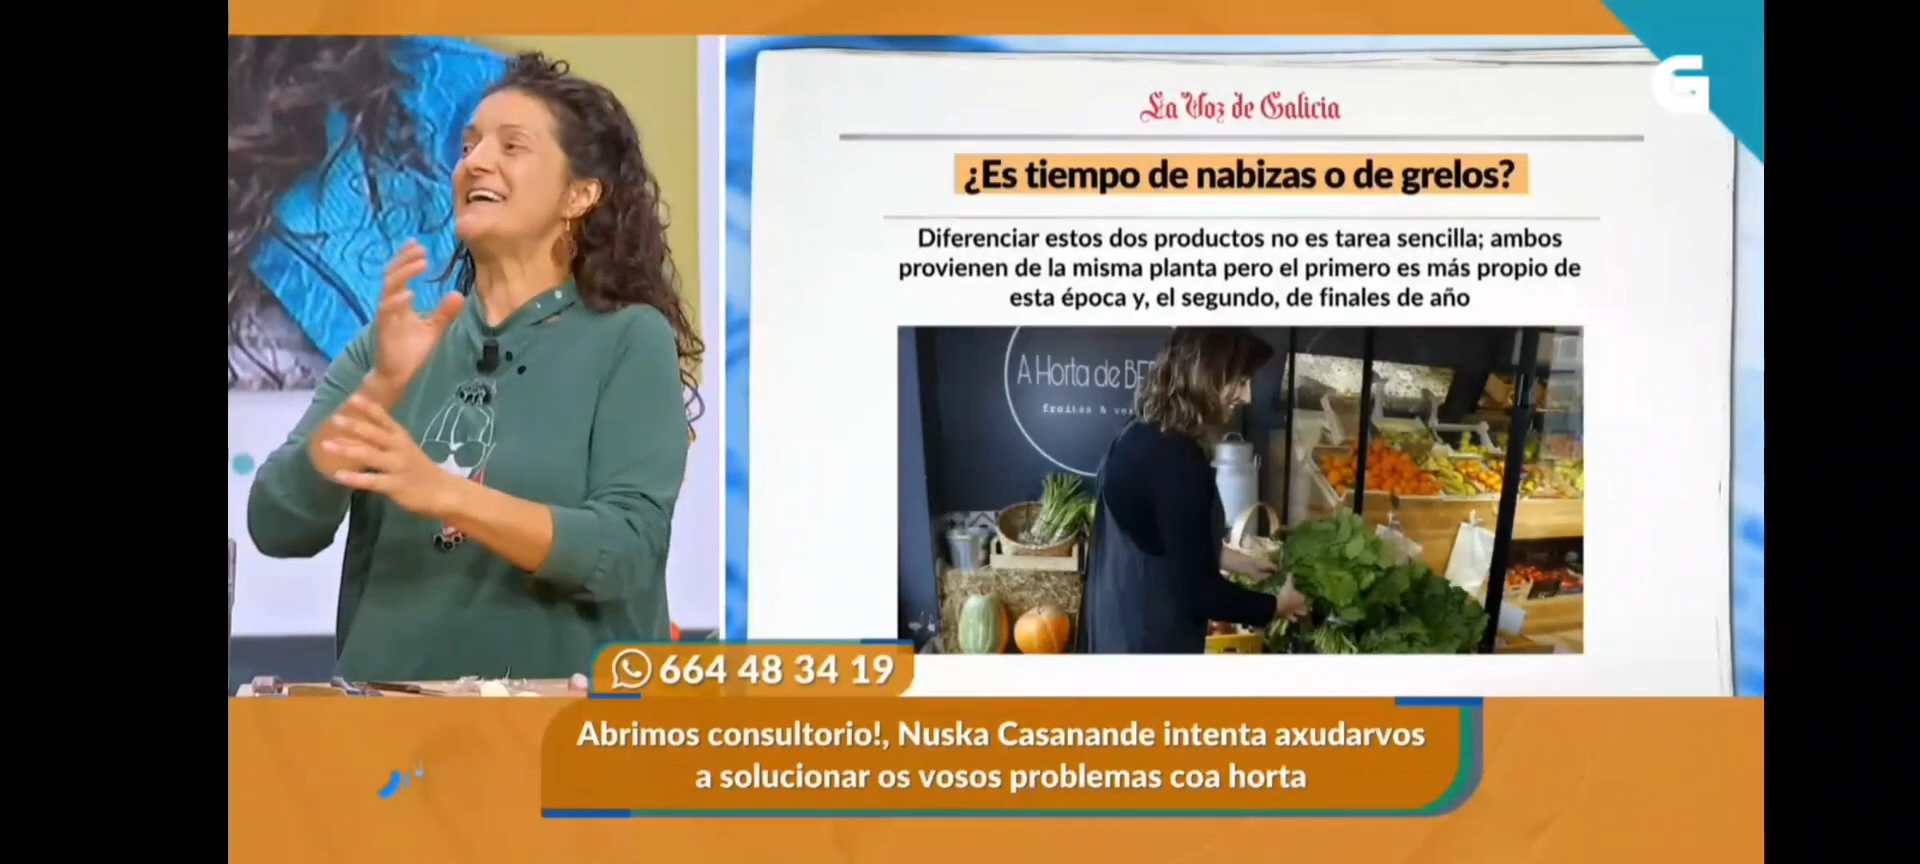 G
La Voz de Galicia
¿Es tiempo de nabizas o de grelos?
Diferenciar estos dos productos no es tarea sencilla; ambos
provienen de la misma planta pero el primero es más propio de
esta época y, el segundo, de finales de año
A Horta de
froitas &
664 48 34 19
Abrimos consultorio!, Nuska Casanande intenta axudarvos
a solucionar os vosos problemas coa horta